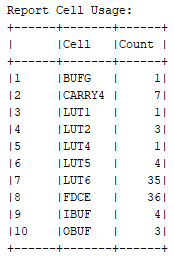 Report Cell Usage:
+------+-------+------+
|      |Cell   |Count |
+------+-------+------+
|1     |BUFG   |     1|
|2     |CARRY4 |     7|
|3     |LUT1   |     1|
|4     |LUT2   |     3|
|5     |LUT4   |     1|
|6     |LUT5   |     4|
|7     |LUT6   |    35|
|8     |FDCE   |    36|
|9     |IBUF   |     4|
|10    |OBUF   |     3|
+------+-------+------+